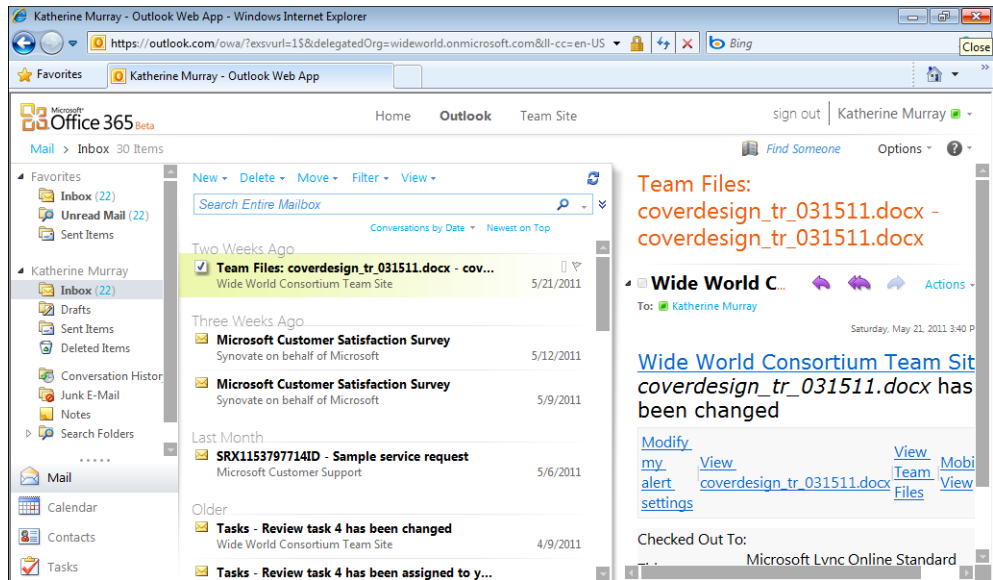 Katherine Murray - Outlook Web App - Windows Internet Explorer
https://outlook.com/owa/?exsvurl=1$&delegatedOrg=wideworld.onmicrosoft.com&ll-cc=en-US
Bing
Close
Favorites
Katherine Murray - Outlook Web App
»
Microsoft
Office 365 Beta
Home Outlook Team Site
sign out | Katherine Murray
Mail > Inbox 30 Items
Find Someone Options
Favorites
Inbox (22)
Unread Mail (22)
Sent Items
Katherine Murray
Inbox (22)
Drafts
Sent Items
Deleted Items
Conversation Histor
Junk E-Mail
Notes
Search Folders
Mail
Calendar
Contacts
Tasks
New Delete Move Filter View
Search Entire Mailbox
Conversations by Date Newest on Top
Two Weeks Ago
Team Files: coverdesign_tr_031511.docx - cov...
Wide World Consortium Team Site 5/21/2011
Three Weeks Ago
Microsoft Customer Satisfaction Survey
Synovate on behalf of Microsoft 5/12/2011
Microsoft Customer Satisfaction Survey
Synovate on behalf of Microsoft 5/9/2011
Last Month
SRX1153797714ID - Sample service request
Microsoft Customer Support 5/6/2011
Older
Tasks - Review task 4 has been changed
Wide World Consortium Team Site 4/9/2011
Tasks - Review task 4 has been assigned to y...
Team Files:
coverdesign_tr_031511.docx -
coverdesign_tr_031511.docx
Wide World C...
Actions
To: Katherine Murray
Saturday, May 21, 2011 3:40 P
Wide World Consortium Team Sit
coverdesign_tr_031511.docx has
been changed
Modify
my
alert
settings
View
coverdesign_tr_031511.docx
View
Team
Files
Mobi
View
Checked Out To:
Microsoft Lync Online Standard